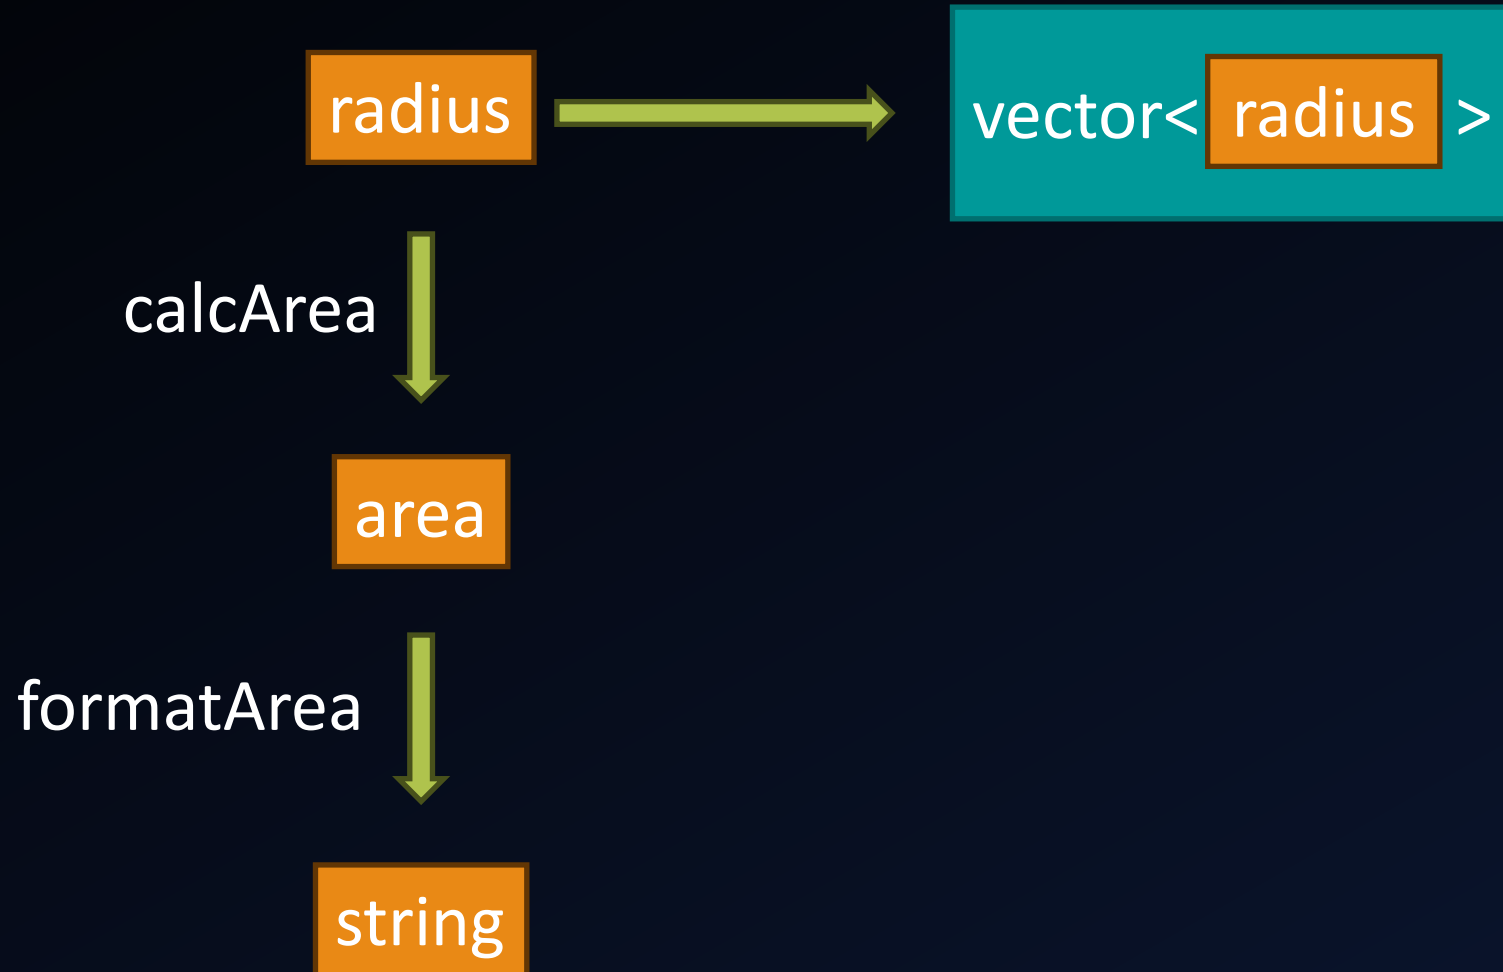 radius
vector< radius >
calcArea
area
formatArea
string